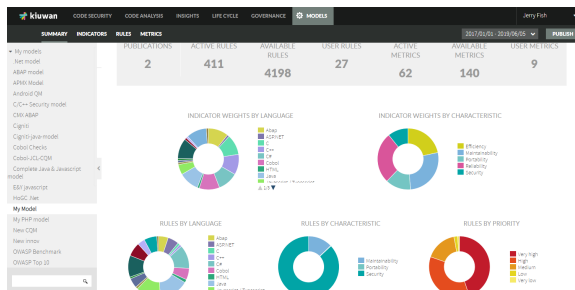 kiuwan CODE SECURITY CODE ANALYSIS INSIGHTS LIFE CYCLE GOVERNANCE MODELS Jerry Fish
SUMMARY INDICATORS RULES METRICS 2017/01/01 - 2019/06/05 PUBLISH
My models
.Net model
ABAP model
APMX Model
Android QM
C/C++ Security model
CMX ABAP
Cigniti
Cigniti-java-model
Cobol Checks
Cobol-JCL-CQM
Complete Java & Javascript
model
E&Y javascript
MoGC .Net
My Model
My PHP model
New CQM
New innov
OWASP Benchmark
OWASP Top 10
PUBLICATIONS
2
ACTIVE RULES
411
AVAILABLE
RULES
4198
USER RULES
27
ACTIVE
METRICS
62
AVAILABLE
METRICS
140
USER METRICS
9
INDICATOR WEIGHTS BY LANGUAGE
Abap
ASP.NET
C
C++
C#
Cobol
HTML
Java
1/3
INDICATOR WEIGHTS BY CHARACTERISTIC
Efficiency
Maintainability
Portability
Reliability
Security
RULES BY LANGUAGE
Abap
ASP.NET
C
C++
C#
Cobol
HTML
Java
RULES BY CHARACTERISTIC
Maintainability
Portability
Security
RULES BY PRIORITY
Very high
High
Medium
Low
Very low